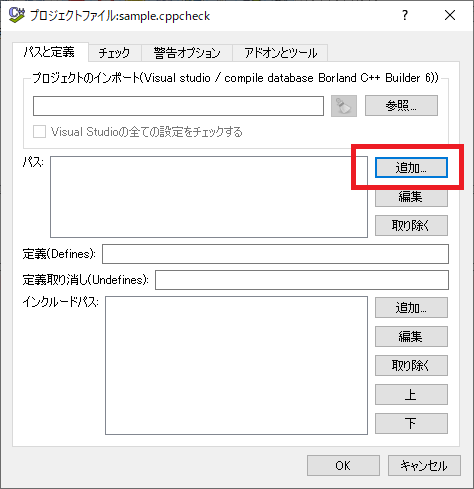 プロジェクトファイル:sample.cppcheck
パスと定義 チェック 警告オプション アドオンとツール
プロジェクトのインポート(Visual studio / compile database Borland C++ Builder 6))
参照...
Visual Studioの全ての設定をチェックする
パス: 追加...
編集
取り除く
定義(Defines):
定義取り消し(Undefines):
インクルードパス: 追加...
編集
取り除く
上
下
OK キャンセル